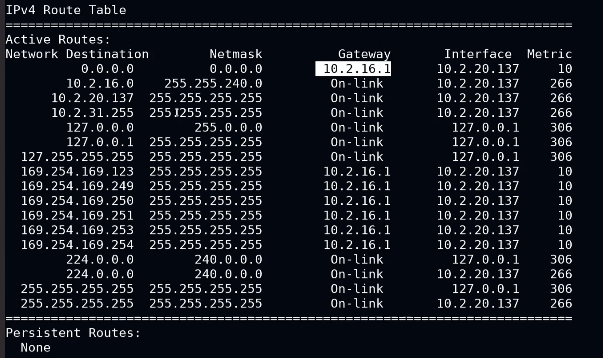 IPv4 Route Table
===========================================================================
Active Routes:
Network Destination        Netmask          Gateway       Interface  Metric
0.0.0.0          0.0.0.0        10.2.16.1      10.2.20.137     10
10.2.16.0    255.255.240.0         On-link       10.2.20.137    266
10.2.20.137  255.255.255.255         On-link       10.2.20.137    266
10.2.31.255  255.255.255.255         On-link       10.2.20.137    266
127.0.0.0        255.0.0.0         On-link         127.0.0.1    306
127.0.0.1  255.255.255.255         On-link         127.0.0.1    306
127.255.255.255  255.255.255.255         On-link         127.0.0.1    306
169.254.169.123  255.255.255.255        10.2.16.1      10.2.20.137     10
169.254.169.249  255.255.255.255        10.2.16.1      10.2.20.137     10
169.254.169.250  255.255.255.255        10.2.16.1      10.2.20.137     10
169.254.169.251  255.255.255.255        10.2.16.1      10.2.20.137     10
169.254.169.253  255.255.255.255        10.2.16.1      10.2.20.137     10
169.254.169.254  255.255.255.255        10.2.16.1      10.2.20.137     10
224.0.0.0        240.0.0.0         On-link         127.0.0.1    306
224.0.0.0        240.0.0.0         On-link       10.2.20.137    266
255.255.255.255  255.255.255.255         On-link         127.0.0.1    306
255.255.255.255  255.255.255.255         On-link       10.2.20.137    266
===========================================================================
Persistent Routes:
None